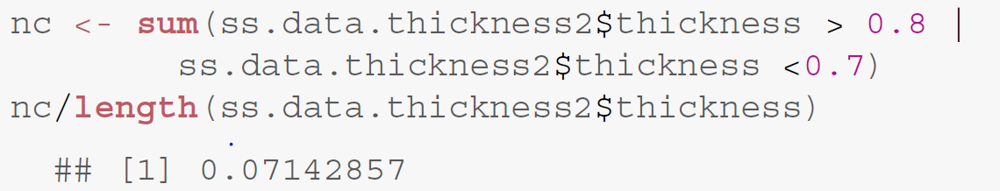 nc <- sum(ss.data.thickness2$thickness > 0.8 |
ss.data.thickness2$thickness <0.7)
nc/length(ss.data.thickness2$thickness)
## [1] 0.07142857